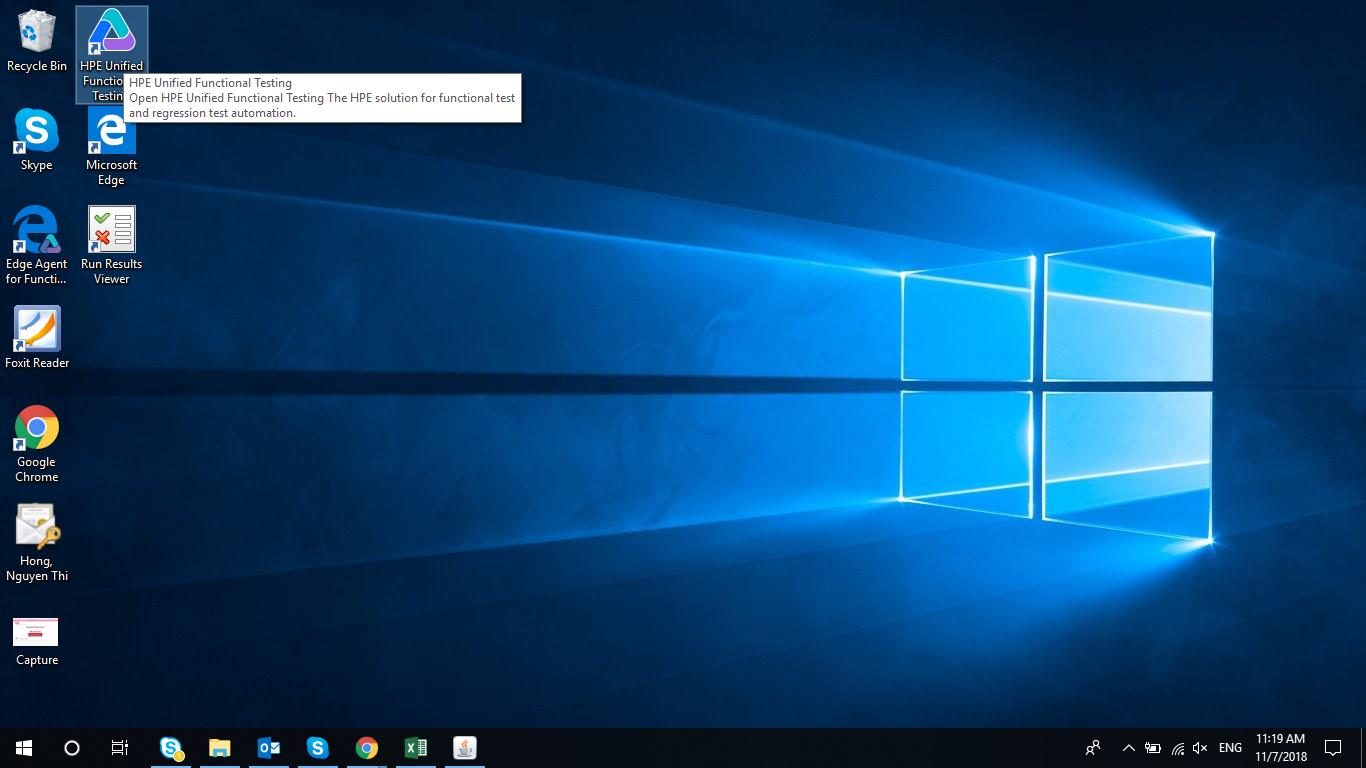 Recycle Bin
HPE Unified
Functio
Testin
HPE Unified Functional Testing
Open HPE Unified Functional Testing The HPE solution for functional test
and regression test automation.
Skype
Microsoft
Edge
Edge Agent
for Functi...
Run Results
Viewer
Foxit Reader
Google
Chrome
Hong,
Nguyen Thi
Capture
ENG
11:19 AM
11/7/2018